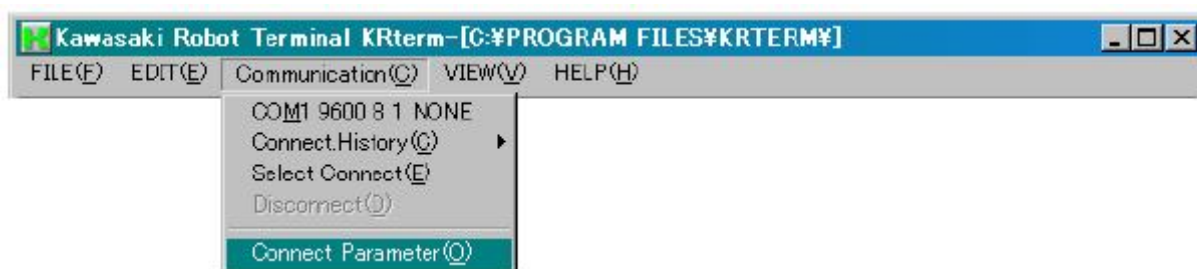 Kawasaki Robot Terminal KRterm-[C:¥PROGRAM FILES¥KRTERM¥]
FILE(F) EDIT(E) Communication(C) VIEW(V) HELP(H)
COM1 9600 8 1 NONE
Connect.History(C)
Select Connect(E)
Disconnect(D)
Connect Parameter(O)